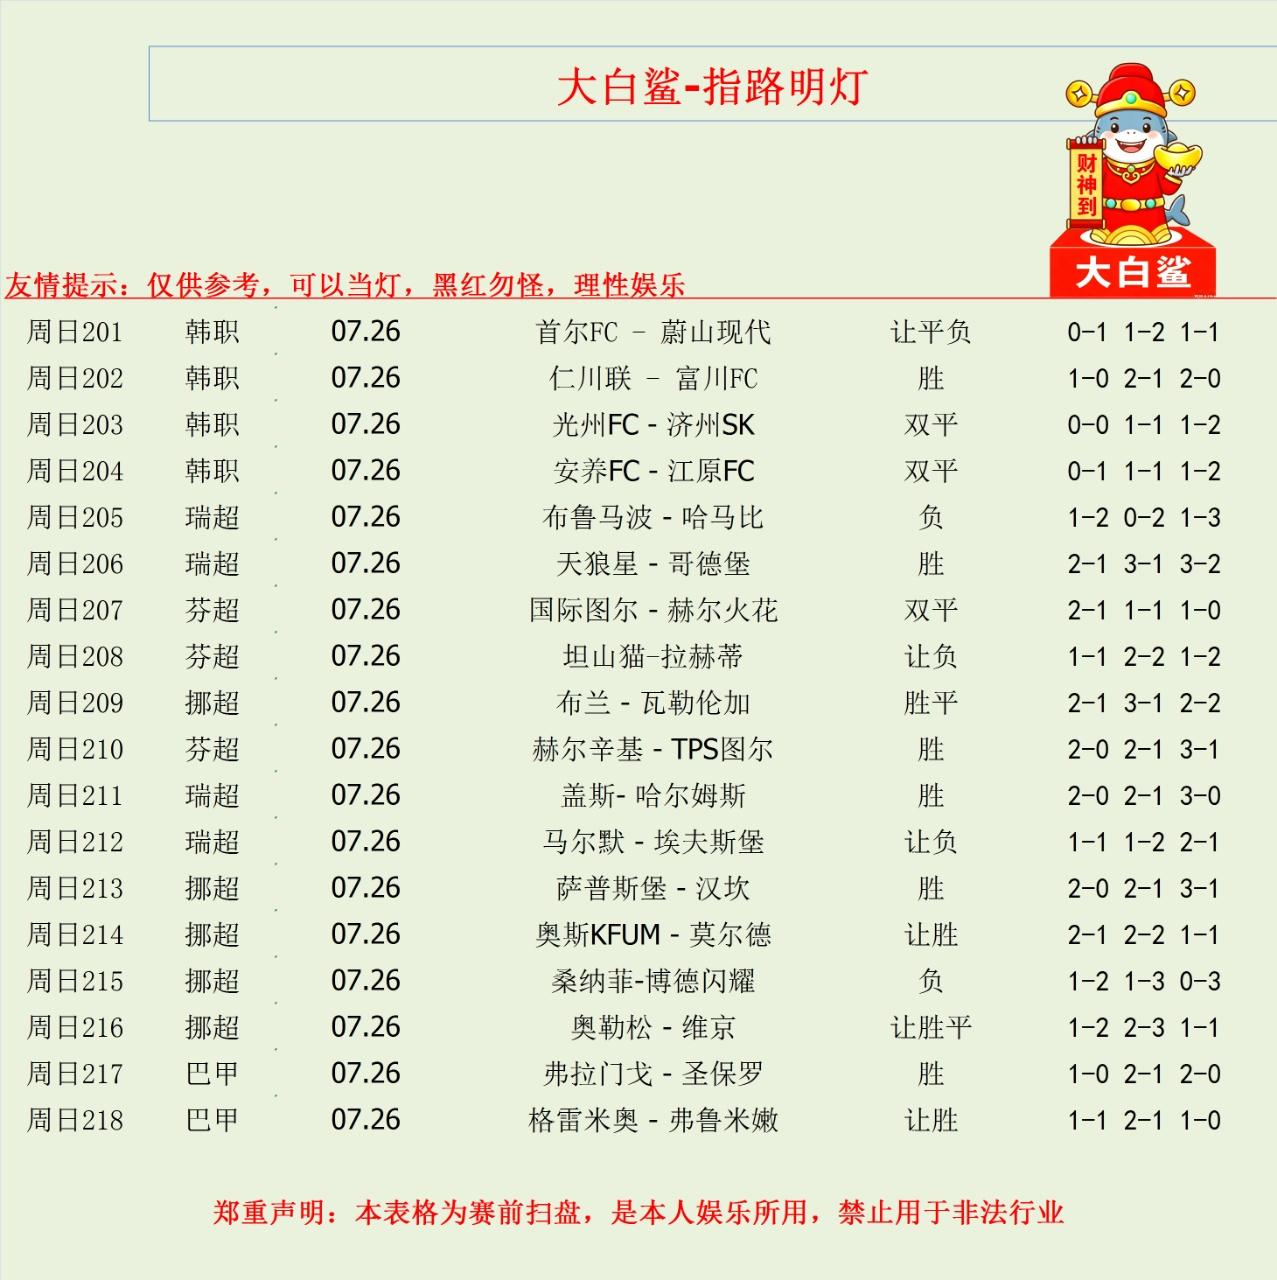 大白鲨-指路明灯
财神到
大白鲨
友情提示：仅供参考，可以当灯，黑红勿怪，理性娱乐
周日201 韩职 07.26 首尔FC - 蔚山现代 让平负 0-1 1-2 1-1
周日202 韩职 07.26 仁川联 - 富川FC 胜 1-0 2-1 2-0
周日203 韩职 07.26 光州FC - 济州SK 双平 0-0 1-1 1-2
周日204 韩职 07.26 安养FC - 江原FC 双平 0-1 1-1 1-2
周日205 瑞超 07.26 布鲁马波 - 哈马比 负 1-2 0-2 1-3
周日206 瑞超 07.26 天狼星 - 哥德堡 胜 2-1 3-1 3-2
周日207 芬超 07.26 国际图尔 - 赫尔火花 双平 2-1 1-1 1-0
周日208 芬超 07.26 坦山猫-拉赫蒂 让负 1-1 2-2 1-2
周日209 挪超 07.26 布兰 - 瓦勒伦加 胜平 2-1 3-1 2-2
周日210 芬超 07.26 赫尔辛基 - TPS图尔 胜 2-0 2-1 3-1
周日211 瑞超 07.26 盖斯- 哈尔姆斯 胜 2-0 2-1 3-0
周日212 瑞超 07.26 马尔默 - 埃夫斯堡 让负 1-1 1-2 2-1
周日213 挪超 07.26 萨普斯堡 - 汉坎 胜 2-0 2-1 3-1
周日214 挪超 07.26 奥斯KFUM - 莫尔德 让胜 2-1 2-2 1-1
周日215 挪超 07.26 桑纳菲-博德闪耀 负 1-2 1-3 0-3
周日216 挪超 07.26 奥勒松 - 维京 让胜平 1-2 2-3 1-1
周日217 巴甲 07.26 弗拉门戈 - 圣保罗 胜 1-0 2-1 2-0
周日218 巴甲 07.26 格雷米奥 - 弗鲁米嫩 让胜 1-1 2-1 1-0
郑重声明：本表格为赛前扫盘，是本人娱乐所用，禁止用于非法行业